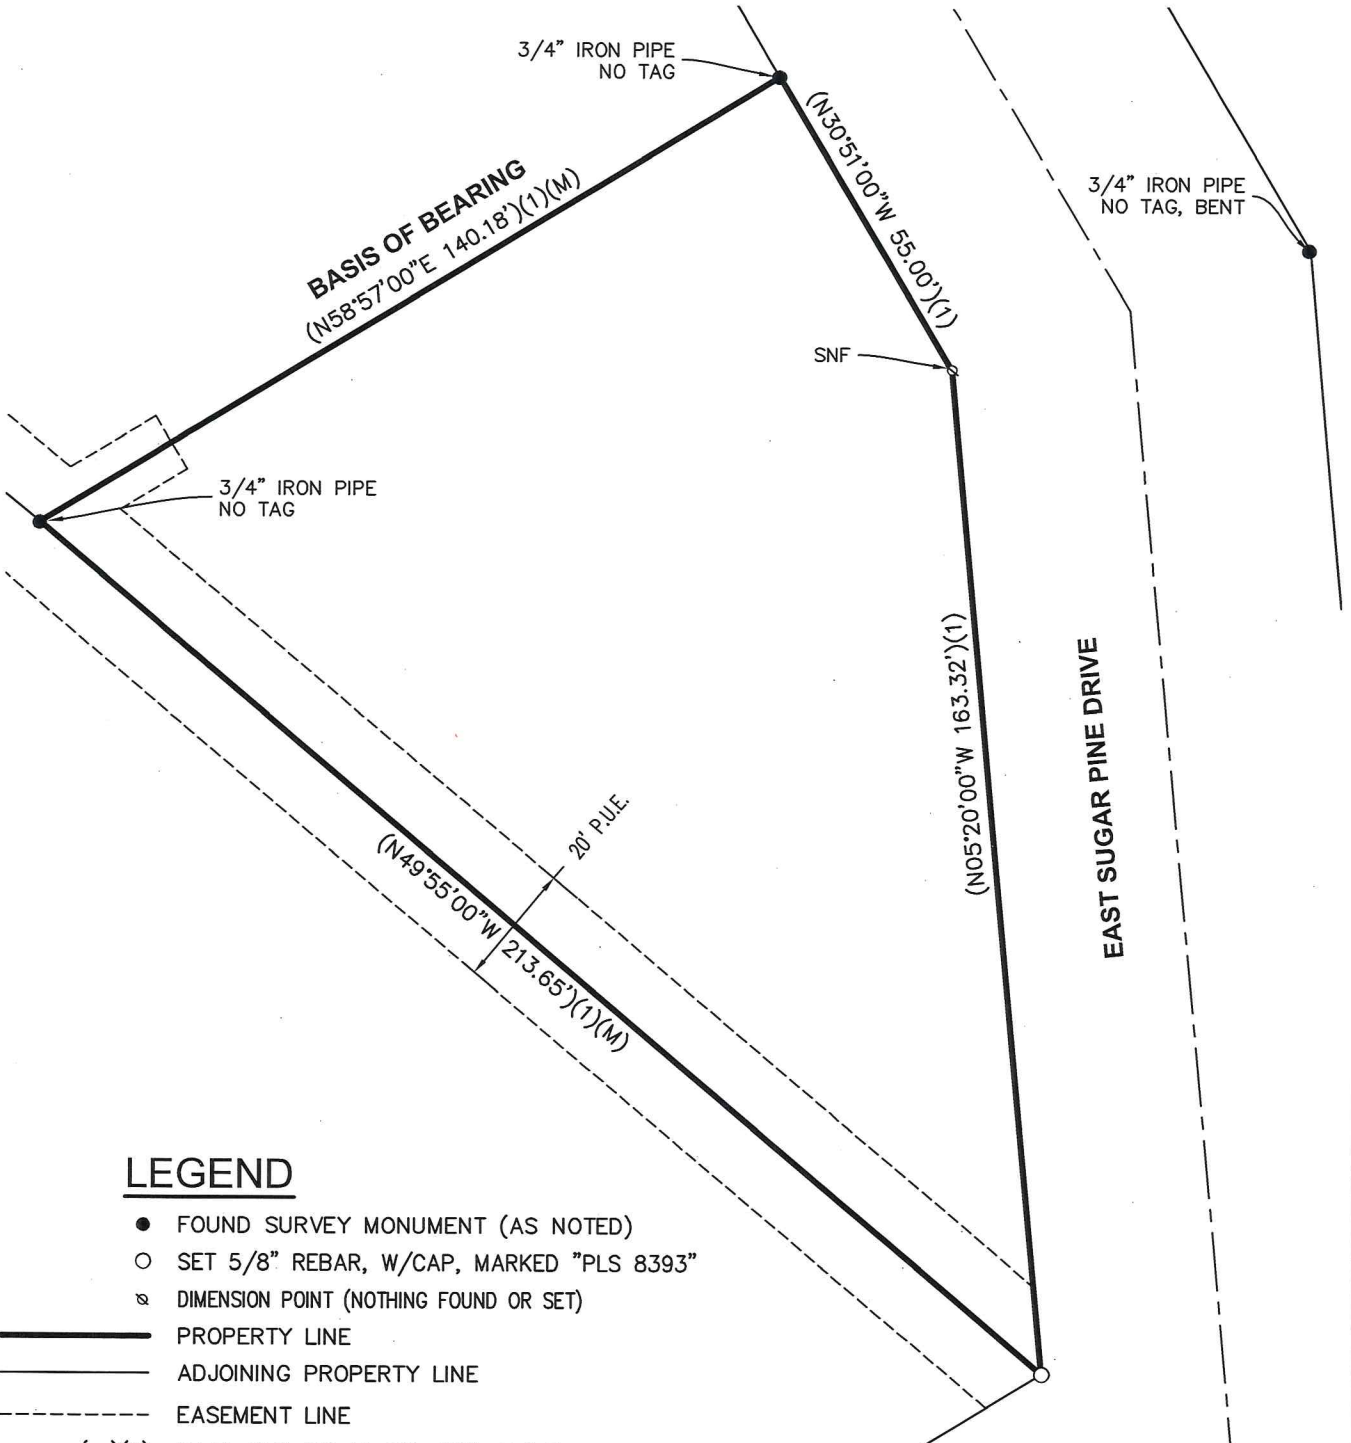 3/4” IRON PIPE
NO TAG
(N30°51'00”W 55.00')(1)
3/4” IRON PIPE
NO TAG, BENT
BASIS OF BEARING
(N58°57'00”E 140.18')(1)(M)
SNF
3/4” IRON PIPE
NO TAG
(N05°20'00”W 163.32')(1)
EAST SUGAR PINE DRIVE
20' P.U.E.
(N49°55'00”W 213.65')(1)(M)
LEGEND
FOUND SURVEY MONUMENT (AS NOTED)
SET 5/8” REBAR, W/CAP, MARKED ”PLS 8393”
DIMENSION POINT (NOTHING FOUND OR SET)
PROPERTY LINE
ADJOINING PROPERTY LINE
EASEMENT LINE